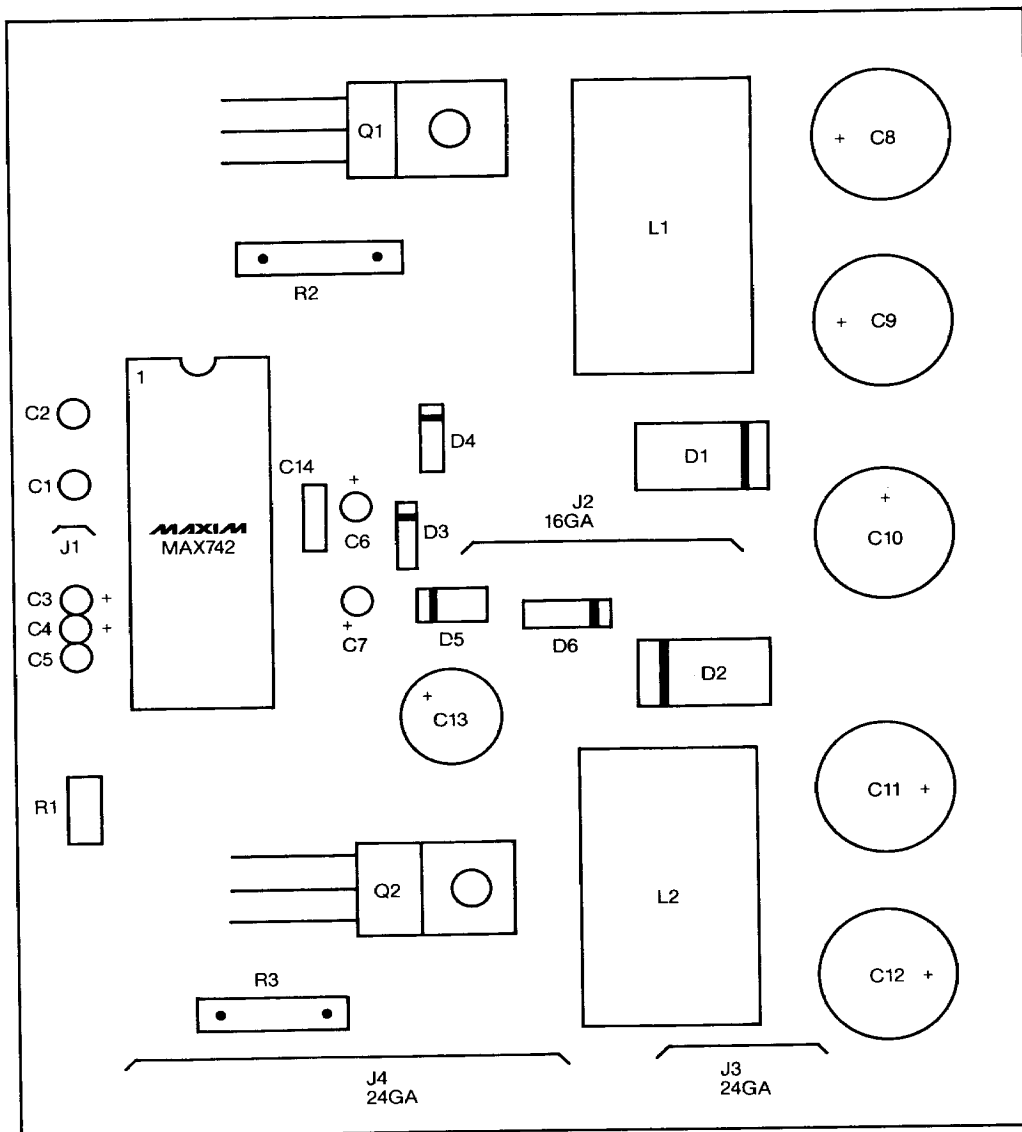 Q1
+ C8
L1
R2
+ C9
1
C2
D4
D1
C14
C1
+
J2
16GA
+
MAXIM
MAX742
D3
C6
C10
J1
C3 +
C4 +
C5
+
C7
D5
D6
D2
+
C13
C11 +
R1
Q2
L2
C12 +
R3
J4
24GA
J3
24GA